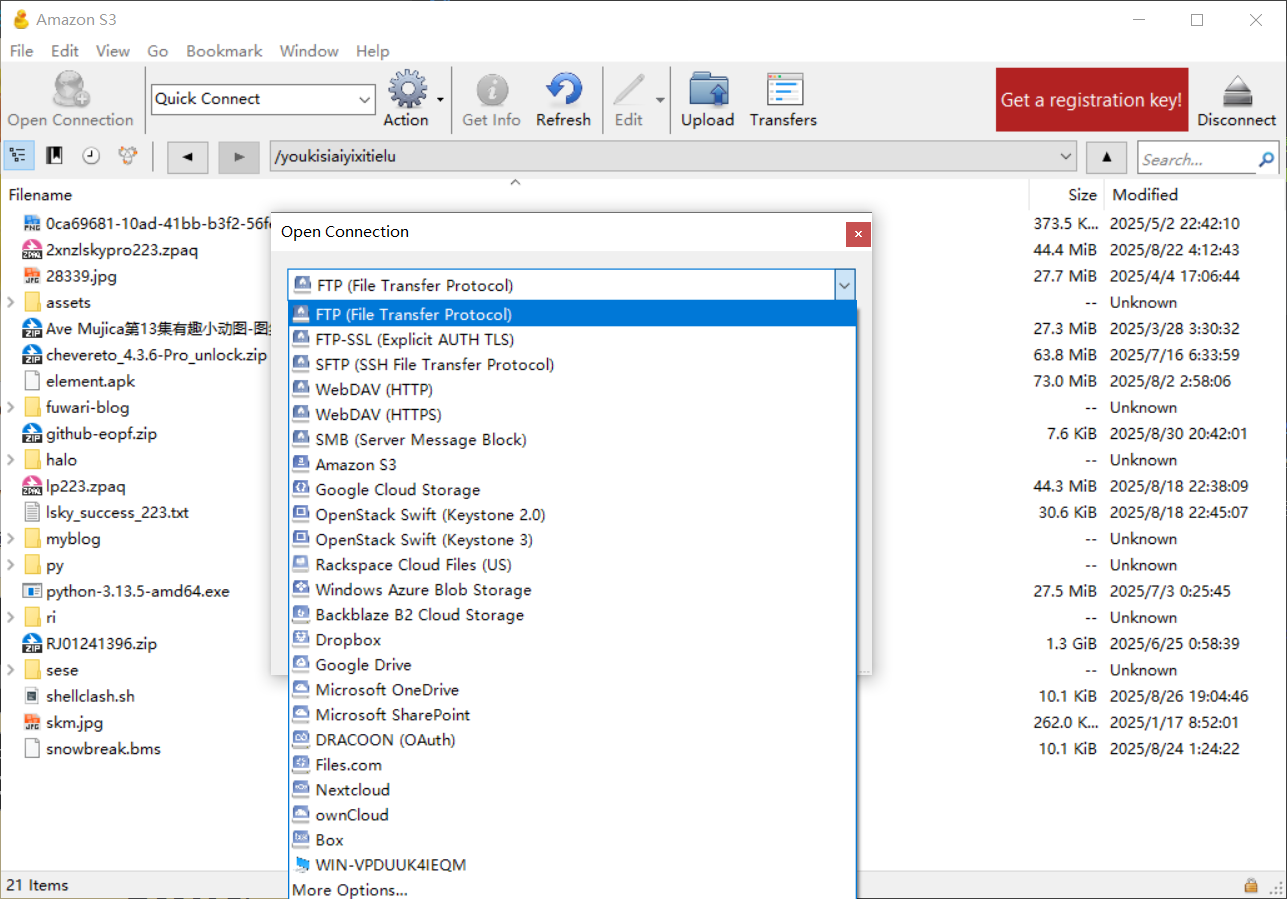 Amazon S3
File Edit View Go Bookmark Window Help
Open Connection
Quick Connect
Action
Get Info
Refresh
Edit
Upload
Transfers
Get a registration key!
Disconnect
/youkisiaiyixitielu
Search...
Filename Size Modified
0ca69681-10ad-41bb-b3f2-56f 373.5 K... 2025/5/2 22:42:10
2xnzlskypro223.zpaq 44.4 MiB 2025/8/22 4:12:43
28339.jpg 27.7 MiB 2025/4/4 17:06:44
assets -- Unknown
Ave Mujica第13集有趣小动图-图 27.3 MiB 2025/3/28 3:30:32
chevereto_4.3.6-Pro_unlock.zip 63.8 MiB 2025/7/16 6:33:59
element.apk 73.0 MiB 2025/8/2 2:58:06
fuwari-blog -- Unknown
github-eopf.zip 7.6 KiB 2025/8/30 20:42:01
halo -- Unknown
lp223.zpaq 44.3 MiB 2025/8/18 22:38:09
lsky_success_223.txt 30.6 KiB 2025/8/18 22:45:07
myblog -- Unknown
py -- Unknown
python-3.13.5-amd64.exe 27.5 MiB 2025/7/3 0:25:45
ri -- Unknown
RJ01241396.zip 1.3 GiB 2025/6/25 0:58:39
sese -- Unknown
shellclash.sh 10.1 KiB 2025/8/26 19:04:46
skm.jpg 262.0 K... 2025/1/17 8:52:01
snowbreak.bms 10.1 KiB 2025/8/24 1:24:22
Open Connection
FTP (File Transfer Protocol)
FTP (File Transfer Protocol)
FTP-SSL (Explicit AUTH TLS)
SFTP (SSH File Transfer Protocol)
WebDAV (HTTP)
WebDAV (HTTPS)
SMB (Server Message Block)
Amazon S3
Google Cloud Storage
OpenStack Swift (Keystone 2.0)
OpenStack Swift (Keystone 3)
Rackspace Cloud Files (US)
Windows Azure Blob Storage
Backblaze B2 Cloud Storage
Dropbox
Google Drive
Microsoft OneDrive
Microsoft SharePoint
DRACOON (OAuth)
Files.com
Nextcloud
ownCloud
Box
WIN-VPDUUK4IEQM
More Options...
21 Items